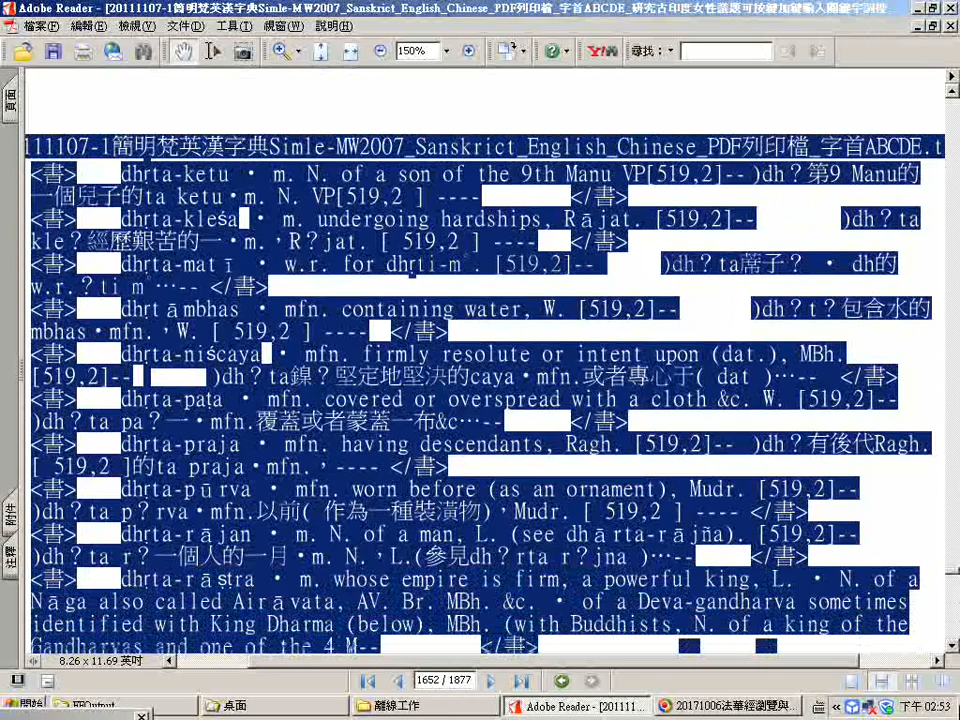 Adobe Reader - [20111107-1簡明梵英漢字典Simle-MW2007_Sanskrict_English_Chinese_PDF列印檔_字首ABCDE_研究古印度女性議題可按
檔案(F) 編輯(E) 檢視(V) 文件(D) 工具(T) 視窗(W) 說明(H)
150% 尋找：
頁面
附件
注釋
111107-1簡明梵英漢字典Simle-MW2007_Sanskrict_English_Chinese_PDF列印檔_字首ABCDE.t
<書> dhṛta-ketu • m. N. of a son of the 9th Manu VP[519,2]-- )dh？第9 Manu的
一個兒子的ta ketu•m. N. VP[519,2 ] ---- </書>
<書> dhṛta-kleśa • m. undergoing hardships, Rājat. [519,2]-- )dh？ta
kle？經歷艱苦的一•m.，R？jat. [ 519,2 ] ---- </書>
<書> dhṛta-matī • w.r. for dhṛti-m°. [519,2]-- )dh？ta蓆子？ • dh的
w.r.？ti m°…-- </書>
<書> dhṛtāmbhas • mfn. containing water, W. [519,2]-- )dh？t？包含水的
mbhas•mfn.，W. [ 519,2 ] ---- </書>
<書> dhṛta-niścaya • mfn. firmly resolute or intent upon (dat.), MBh.
[519,2]-- )dh？ta鎳？堅定地堅決的caya•mfn.或者專心于( dat )…-- </書>
<書> dhṛta-paṭa • mfn. covered or overspread with a cloth &c. W. [519,2]--
)dh？ta pa？一•mfn.覆蓋或者蒙蓋一布&c…-- </書>
<書> dhṛta-praja • mfn. having descendants, Ragh. [519,2]-- )dh？有後代Ragh.
[ 519,2 ]的ta praja•mfn.，---- </書>
<書> dhṛta-pūrva • mfn. worn before (as an ornament), Mudr. [519,2]--
)dh？ta p？rva•mfn.以前( 作為一種裝潢物)，Mudr. [ 519,2 ] ---- </書>
<書> dhṛta-rājan • m. N. of a man, L. (see dhārta-rājña). [519,2]--
)dh？ta r？一個人的一月•m. N.，L.(參見dh？rta r？jna )…-- </書>
<書> dhṛta-rāṣṭra • m. whose empire is firm, a powerful king, L. • N. of a
Nāga also called Airāvata, AV. Br. MBh. &c. • of a Deva-gandharva sometimes
identified with King Dharma (below), MBh. (with Buddhists, N. of a king of the
Gandharvas and one of the 4 M-- </書>
8.26 x 11.69 英吋
1652 / 1877
開始 FFOutput 桌面 離線工作 Adobe Reader - [2011... 20171006法華經瀏覽與... 下午 02:53